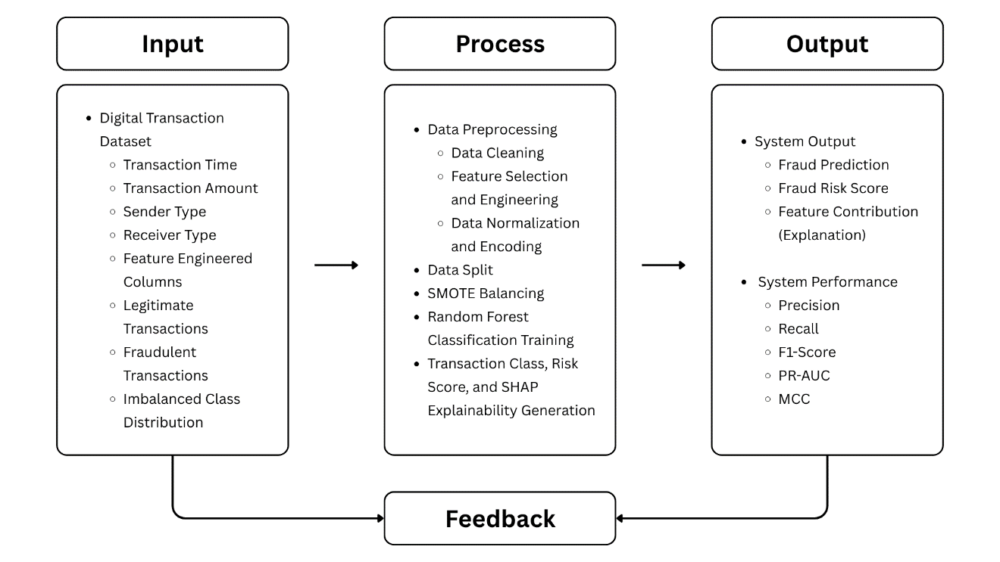 Input
Digital Transaction
Dataset
Transaction Time
Transaction Amount
Sender Type
Receiver Type
Feature Engineered
Columns
Legitimate
Transactions
Fraudulent
Transactions
Imbalanced Class
Distribution
Process
Data Preprocessing
Data Cleaning
Feature Selection
and Engineering
Data Normalization
and Encoding
Data Split
SMOTE Balancing
Random Forest
Classification Training
Transaction Class, Risk
Score, and SHAP
Explainability Generation
Output
System Output
Fraud Prediction
Fraud Risk Score
Feature Contribution
(Explanation)
System Performance
Precision
Recall
F1-Score
PR-AUC
MCC
Feedback